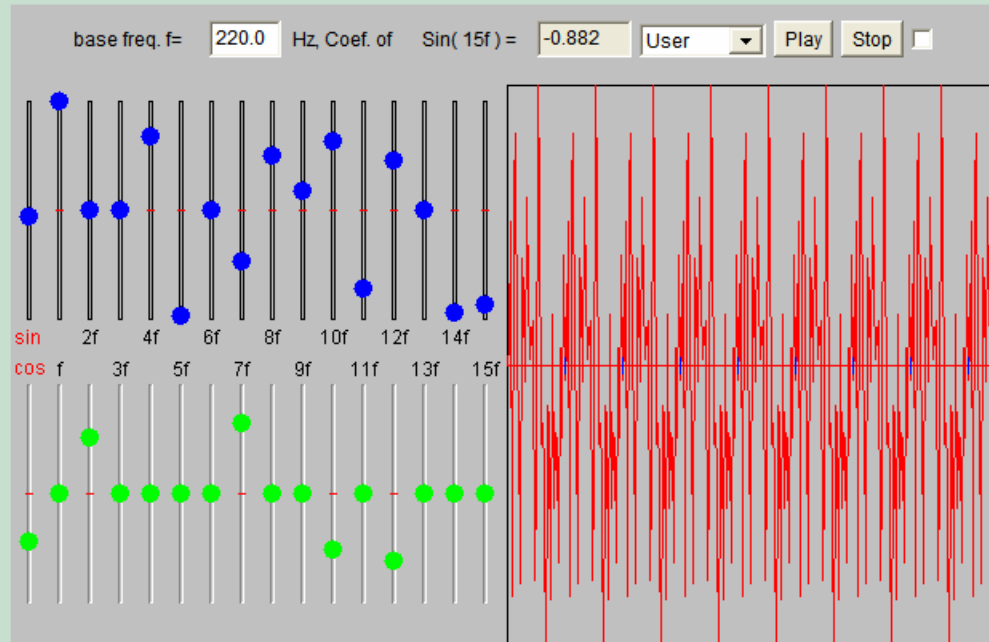 base freq. f= 220.0 Hz, Coef. of Sin( 15f ) = -0.882 User Play Stop
sin 2f 4f 6f 8f 10f 12f 14f
cos f 3f 5f 7f 9f 11f 13f 15f